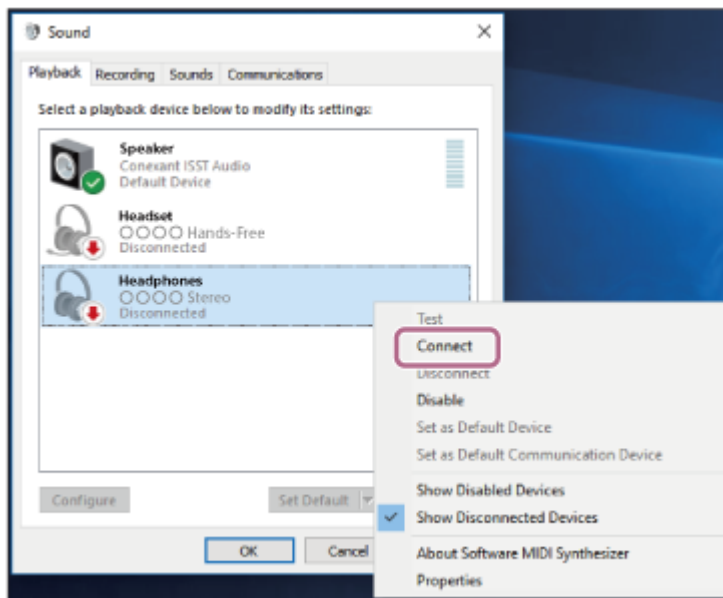 Sound
Playback Recording Sounds Communications
Select a playback device below to modify its settings:
Speaker
Conexant ISST Audio
Default Device
Headset
○○○○ Hands-Free
Disconnected
Headphones
○○○○ Stereo
Disconnected
Test
Connect
Disconnect
Disable
Set as Default Device
Set as Default Communication Device
Show Disabled Devices
Show Disconnected Devices
About Software MIDI Synthesizer
Properties
Configure Set Default
OK Cancel